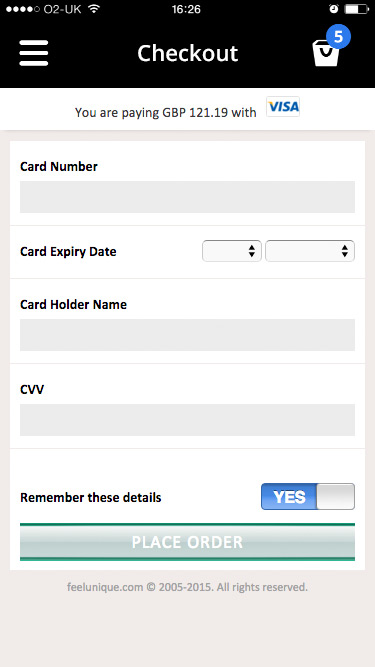 O2-UK 16:26
Checkout
5
You are paying GBP 121.19 with VISA
Card Number
Card Expiry Date
Card Holder Name
CVV
Remember these details YES
PLACE ORDER
feelunique.com © 2005-2015. All rights reserved.